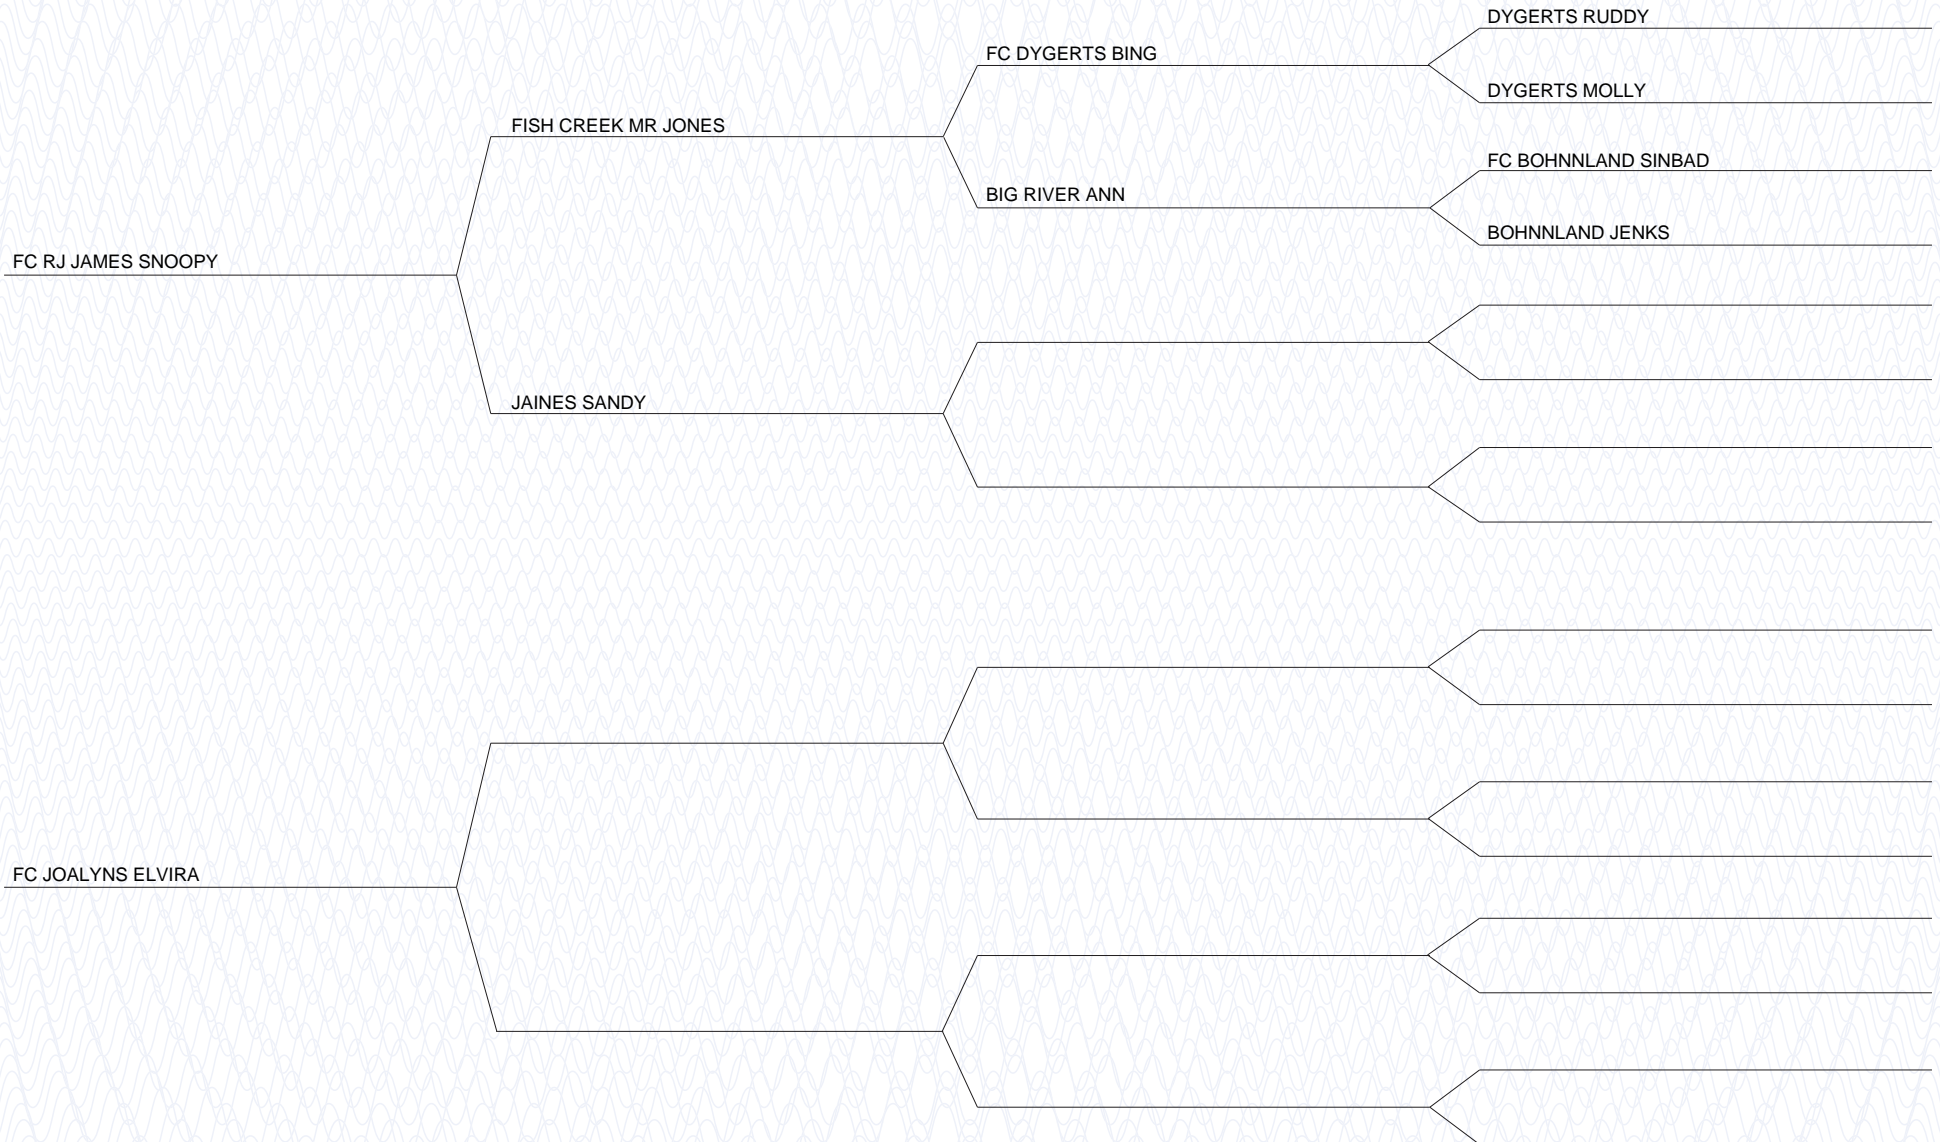 DYGERTS RUDDY
FC DYGERTS BING
DYGERTS MOLLY
FISH CREEK MR JONES
FC BOHNNLAND SINBAD
BIG RIVER ANN
BOHNNLAND JENKS
FC RJ JAMES SNOOPY
JAINES SANDY
FC JOALYNS ELVIRA